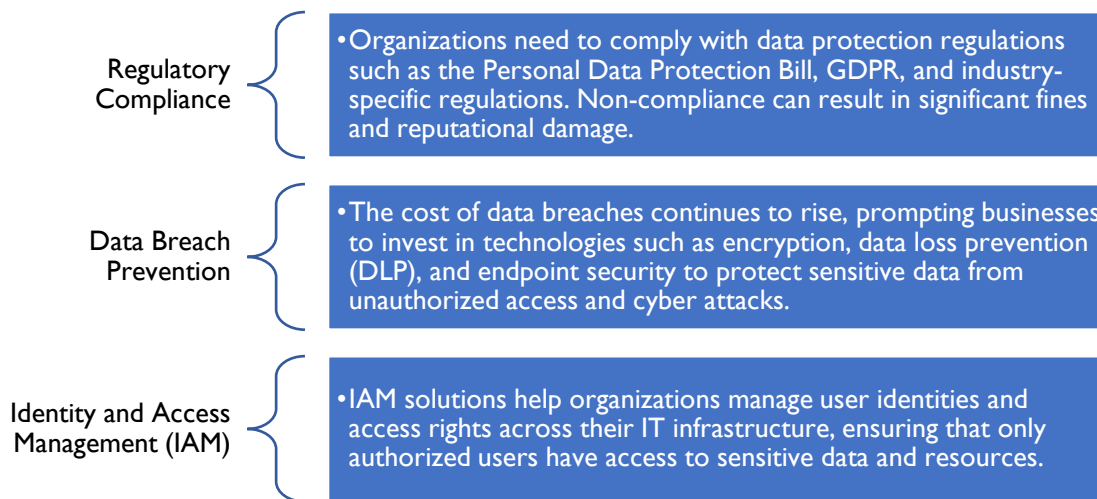 Regulatory
Compliance
•Organizations need to comply with data protection regulations
such as the Personal Data Protection Bill, GDPR, and industry-
specific regulations. Non-compliance can result in significant fines
and reputational damage.
Data Breach
Prevention
•The cost of data breaches continues to rise, prompting businesses
to invest in technologies such as encryption, data loss prevention
(DLP), and endpoint security to protect sensitive data from
unauthorized access and cyber attacks.
Identity and Access
Management (IAM)
•IAM solutions help organizations manage user identities and
access rights across their IT infrastructure, ensuring that only
authorized users have access to sensitive data and resources.